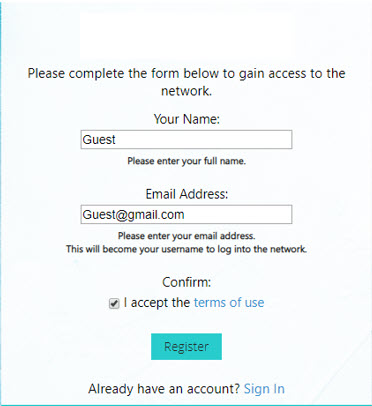 Please complete the form below to gain access to the
network.
Your Name:
Guest
Please enter your full name.
Email Address:
Guest@gmail.com
Please enter your email address.
This will become your username to log into the network.
Confirm:
I accept the terms of use
Register
Already have an account? Sign In